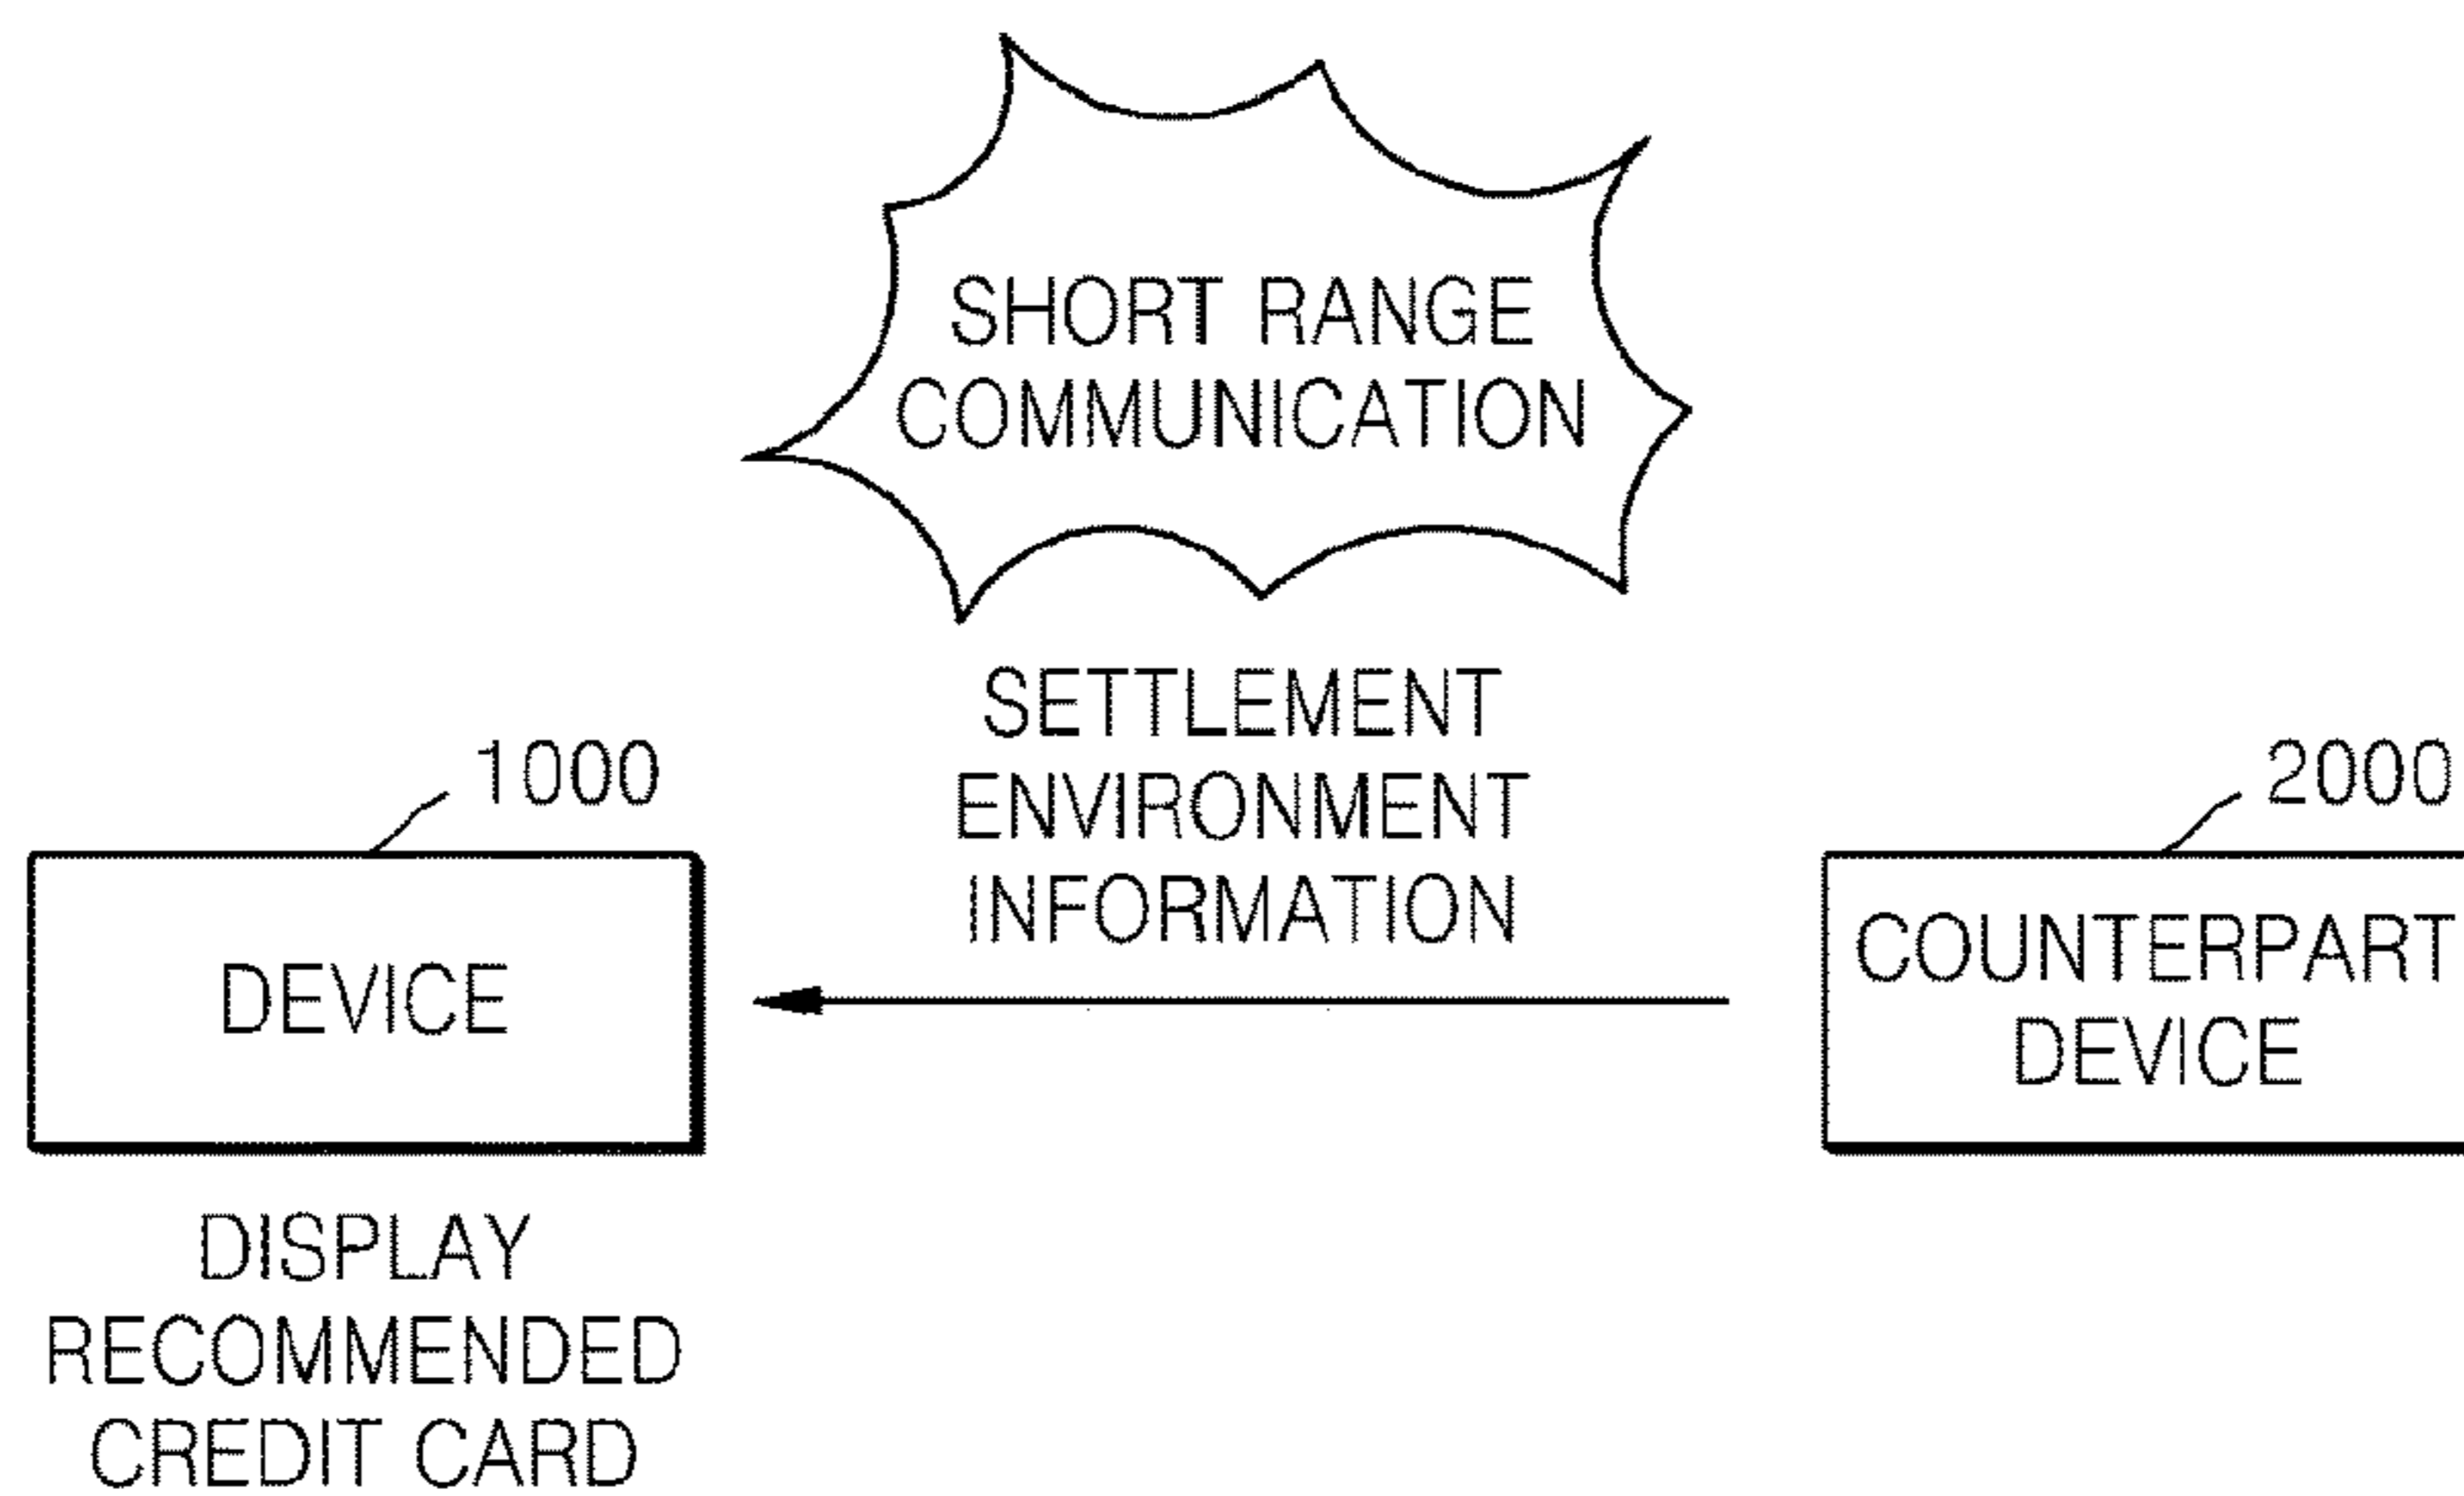 SHORT RANGE
COMMUNICATION
SETTLEMENT
ENVIRONMENT
INFORMATION
1000
DEVICE
DISPLAY
RECOMMENDED
CREDIT CARD
2000
COUNTERPART
DEVICE